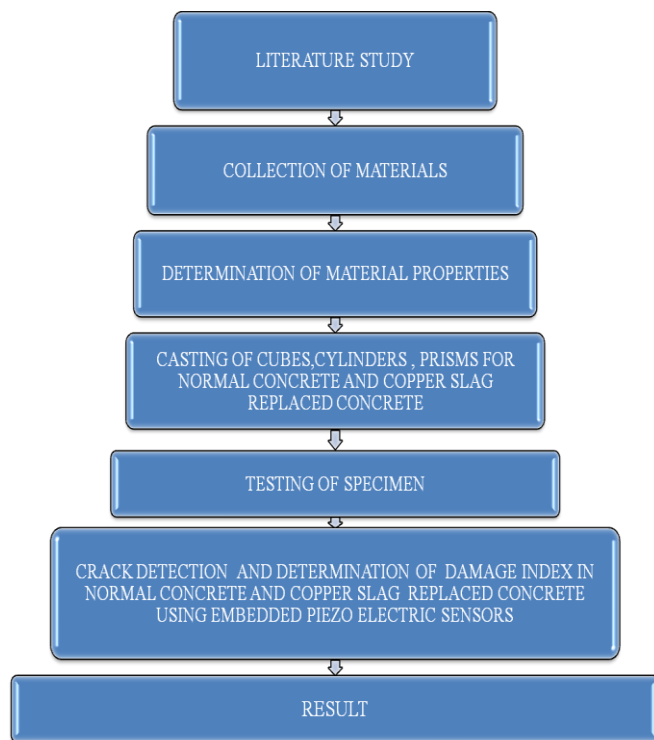 LITERATURE STUDY
COLLECTION OF MATERIALS
DETERMINATION OF MATERIAL PROPERTIES
CASTING OF CUBES,CYLINDERS , PRISMS FOR
NORMAL CONCRETE AND COPPER SLAG
REPLACED CONCRETE
TESTING OF SPECIMEN
CRACK DETECTION AND DETERMINATION OF DAMAGE INDEX IN
NORMAL CONCRETE AND COPPER SLAG REPLACED CONCRETE
USING EMBEDDED PIEZO ELECTRIC SENSORS
RESULT